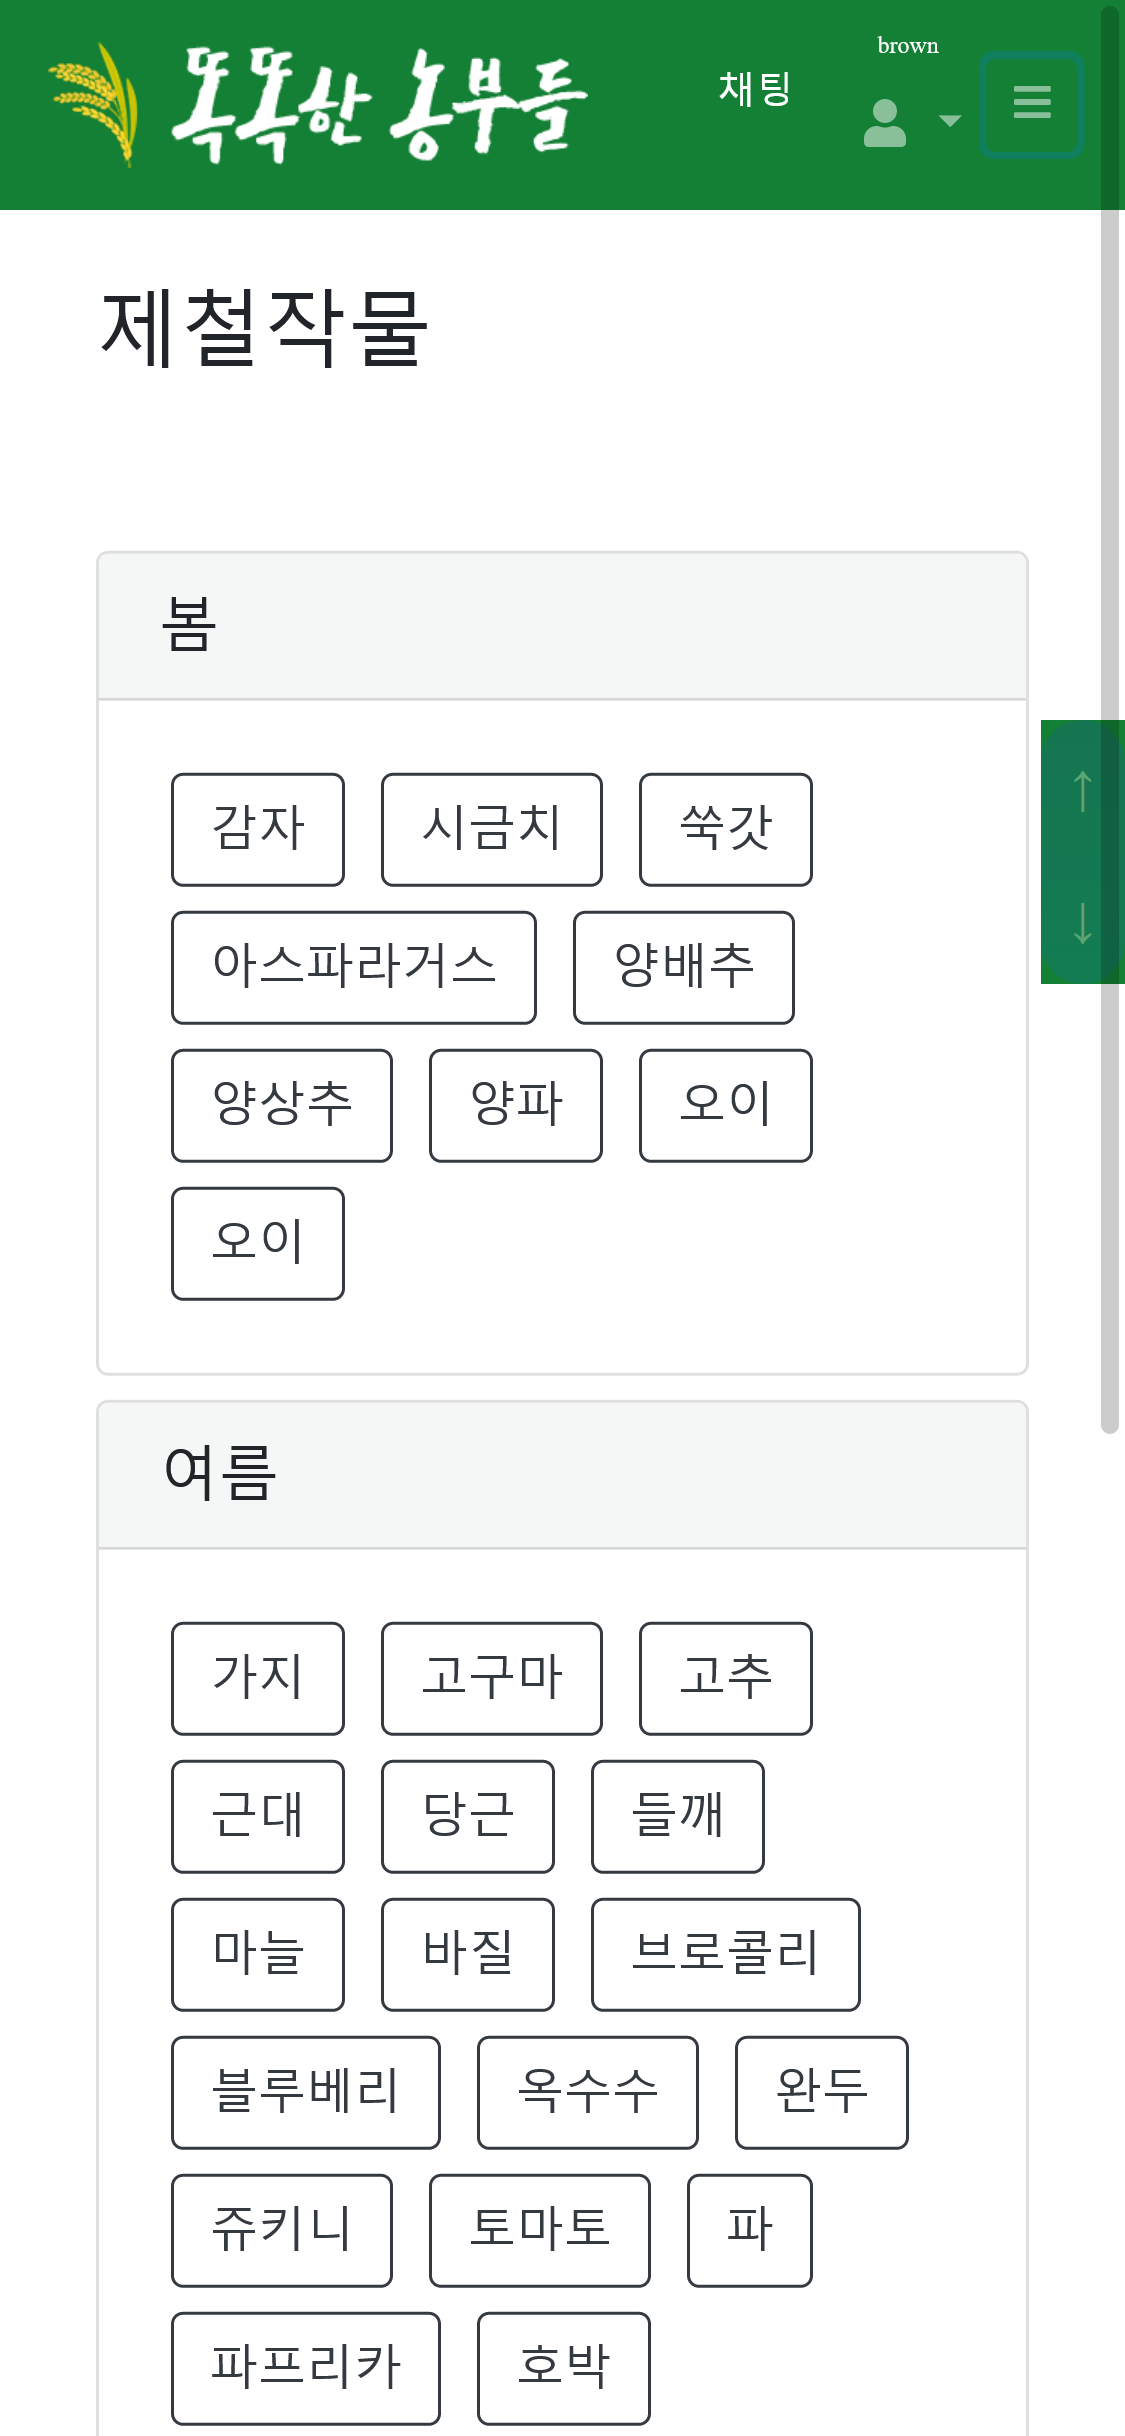 똑똑한 농부들
채팅
brown
제철작물
봄
감자 시금치 쑥갓
아스파라거스 양배추
양상추 양파 오이
오이
↑
↓
여름
가지 고구마 고추
근대 당근 들깨
마늘 바질 브로콜리
블루베리 옥수수 완두
쥬키니 토마토 파
파프리카 호박